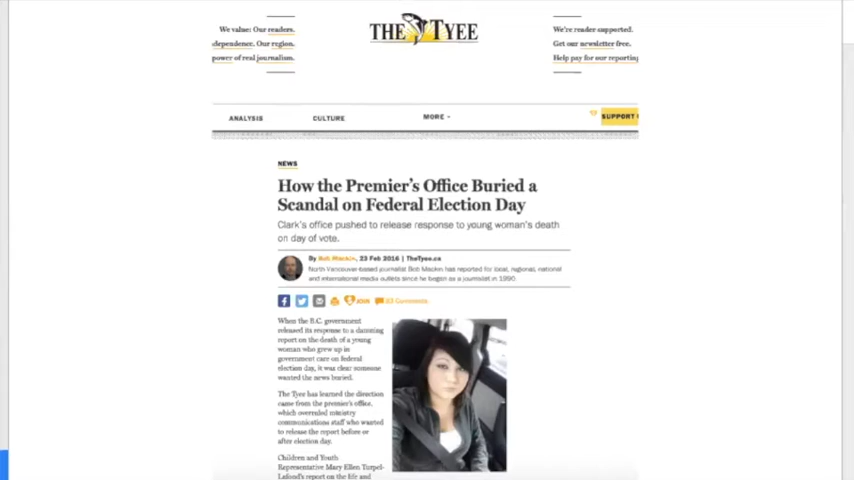 We value: Our readers.
dependence. Our region.
power of real journalism.
THE TYEE
We're reader-supported.
Get our newsletter free.
Help pay for our reporting
ANALYSIS
CULTURE
MORE
SUPPORT
NEWS
How the Premier's Office Buried a
Scandal on Federal Election Day
Clark's office pushed to release response to young woman's death
on day of vote.
By Bob Mackin, 23 Feb 2016 | TheTyee.ca
North Vancouver-based journalist Bob Mackin has reported for local, regional, national
and international media outlets since he began as a journalist in 1990.
JOIN
Comments
When the B.C. government
released its response to a damning
report on the death of a young
woman who grew up in
government care on federal
election day, it was clear someone
wanted the news buried.
The Tyee has learned the direction
came from the premier's office,
which overruled ministry
communications staff who wanted
to release the report before or
after election day.
Children and Youth
Representative Mary Ellen Turpel-
Lafond's report on the life and